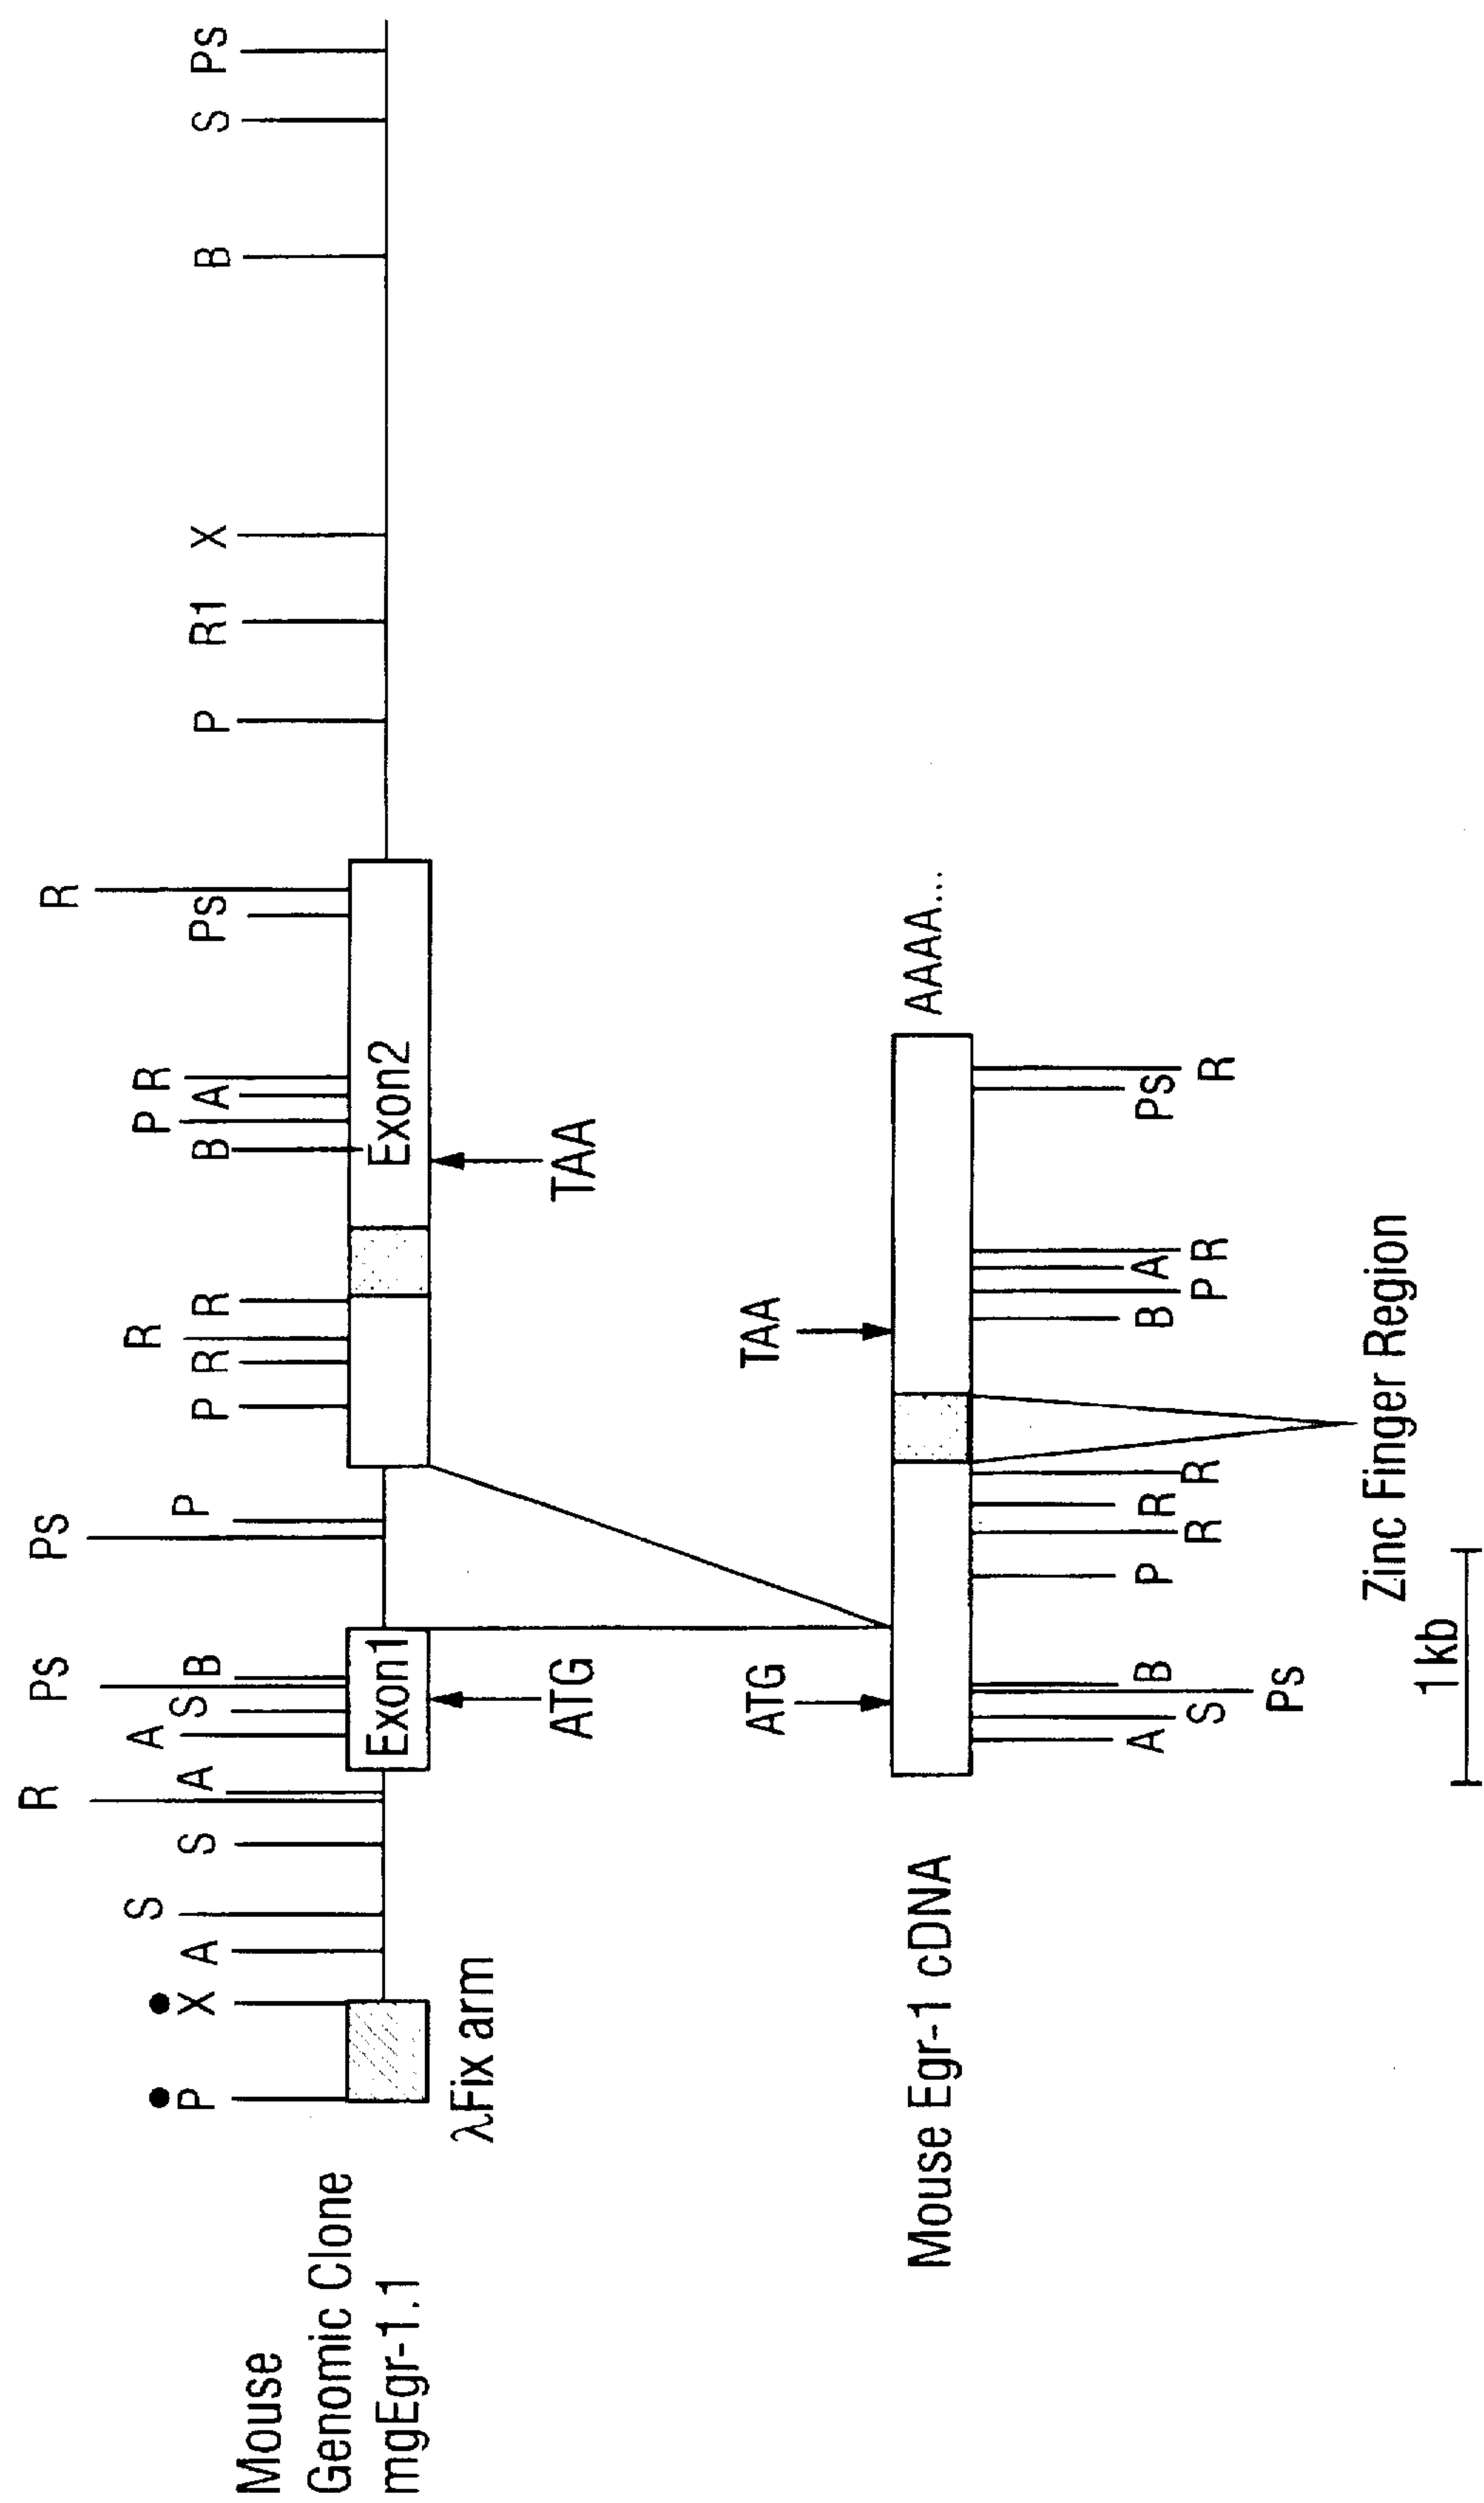 R Ps Ps R
S A R P R
P X A S A S B P P R R B A Ps P R1 X B S Ps
Mouse
Genomic Clone
mgEgr-1.1
Exon1 Exon2
λFix arm
ATG TAA
ATG TAA
Mouse Egr-1 cDNA
AAAA...
A B P R B A Ps
S R R P R R
Ps
Zinc Finger Region
1kb